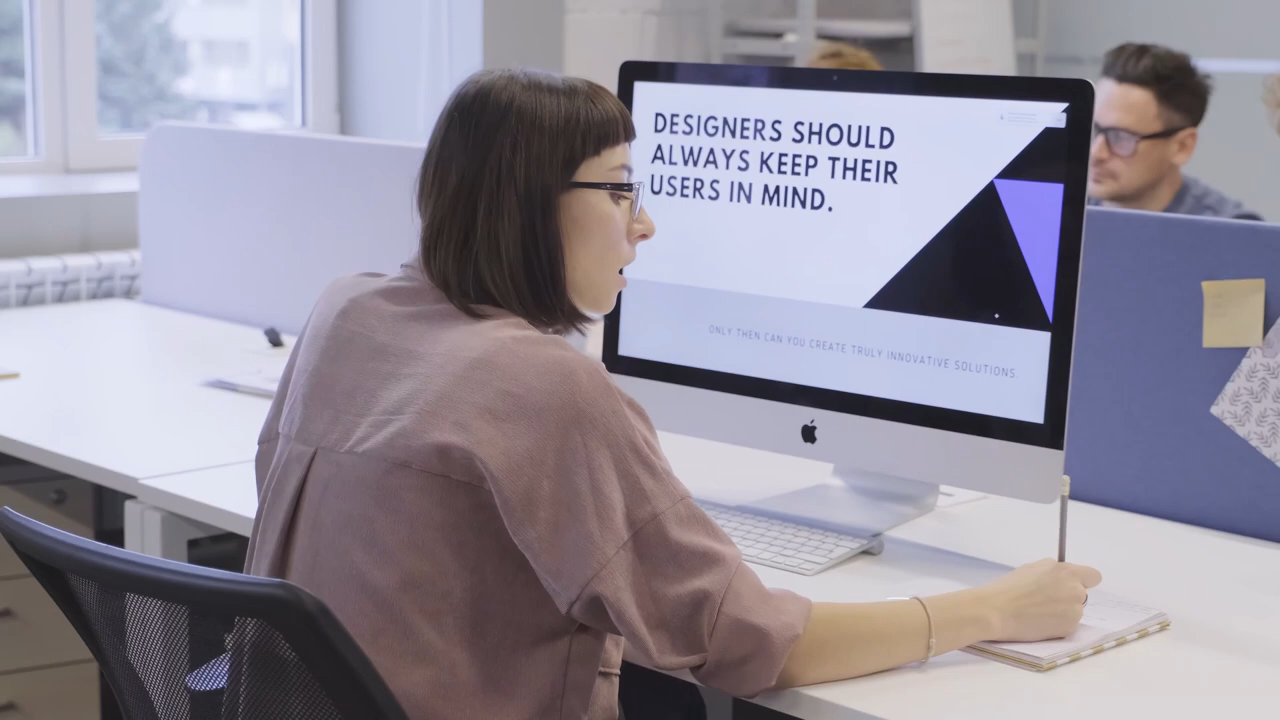 DESIGNERS SHOULD
ALWAYS KEEP THEIR
USERS IN MIND.
ONLY THEN CAN YOU CREATE TRULY INNOVATIVE SOLUTIONS.